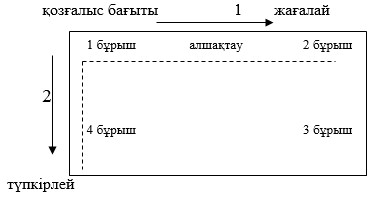 қозғалыс бағыты 1 жағалай
1 бұрыш алшақтау 2 бұрыш
2
4 бұрыш 3 бұрыш
түпкірлей